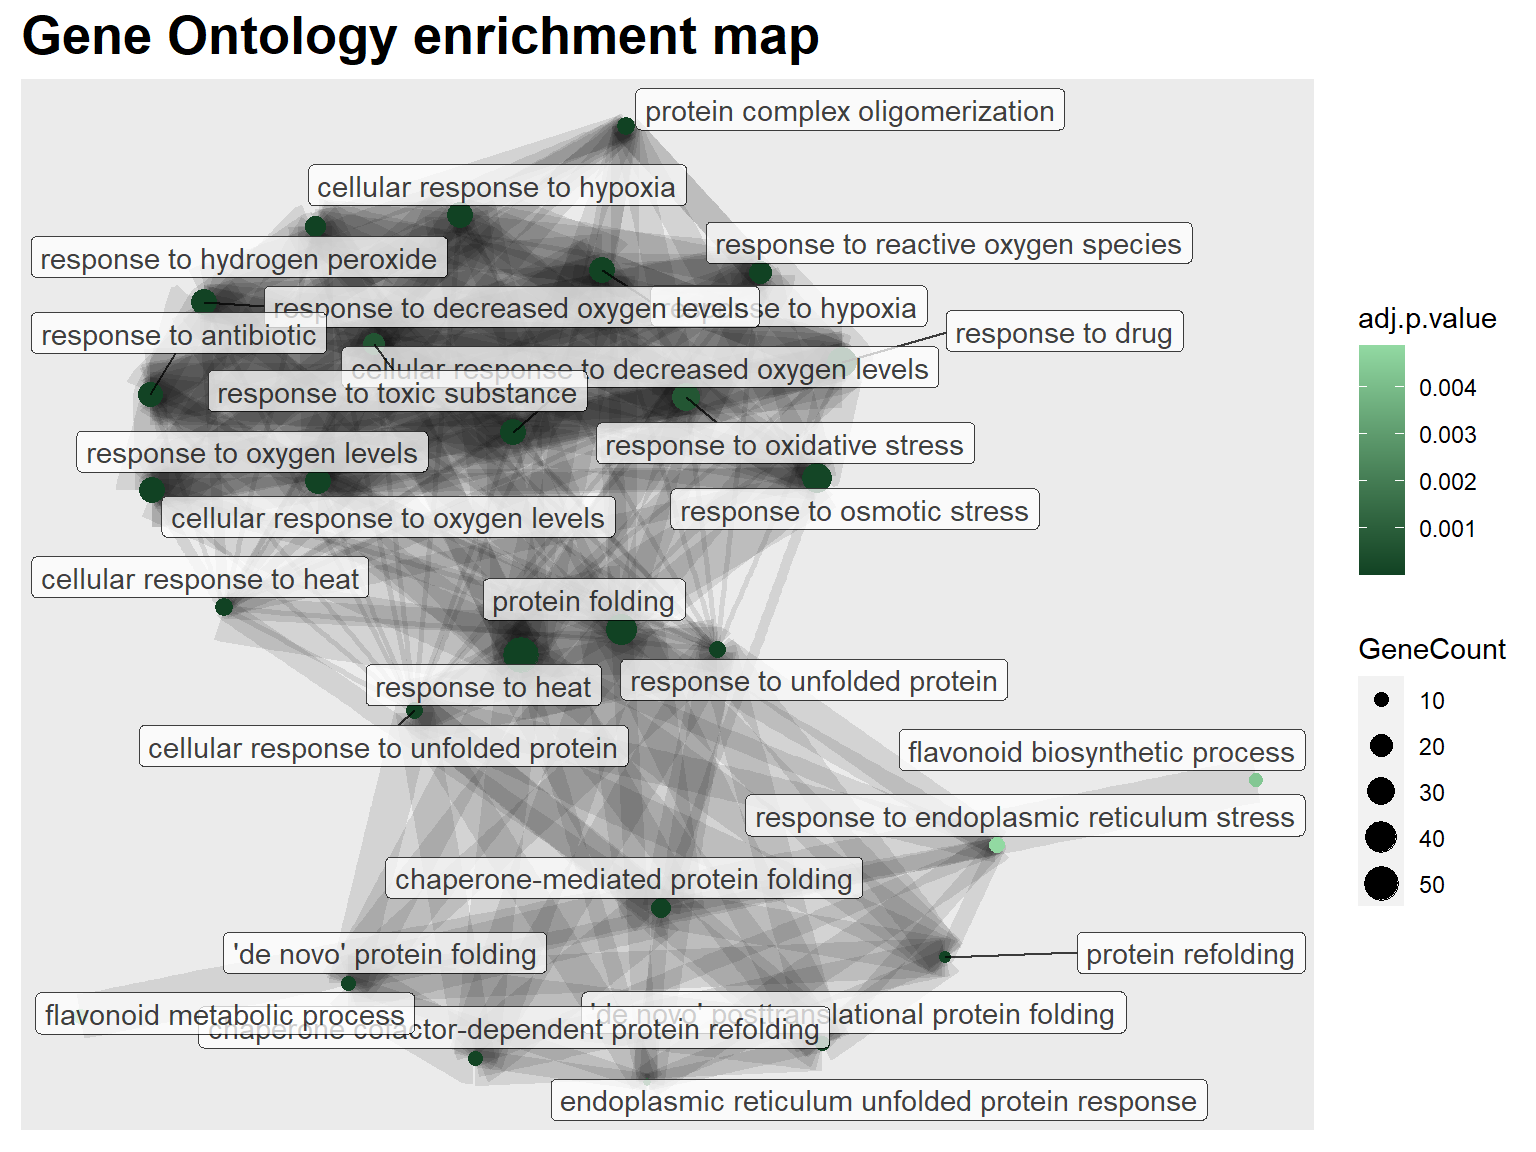 Gene Ontology enrichment map
protein complex oligomerization
cellular response to hypoxia
response to reactive oxygen species
response to hydrogen peroxide
response to decreased oxygen levels
response to hypoxia
response to drug
response to antibiotic
cellular response to decreased oxygen levels
response to toxic substance
response to oxidative stress
response to oxygen levels
response to osmotic stress
cellular response to oxygen levels
cellular response to heat
protein folding
response to unfolded protein
response to heat
cellular response to unfolded protein
flavonoid biosynthetic process
response to endoplasmic reticulum stress
chaperone-mediated protein folding
'de novo' protein folding
protein refolding
flavonoid metabolic process
'de novo' posttranslational protein folding
chaperone cofactor-dependent protein refolding
endoplasmic reticulum unfolded protein response
adj.p.value
0.004
0.003
0.002
0.001
GeneCount
10
20
30
40
50